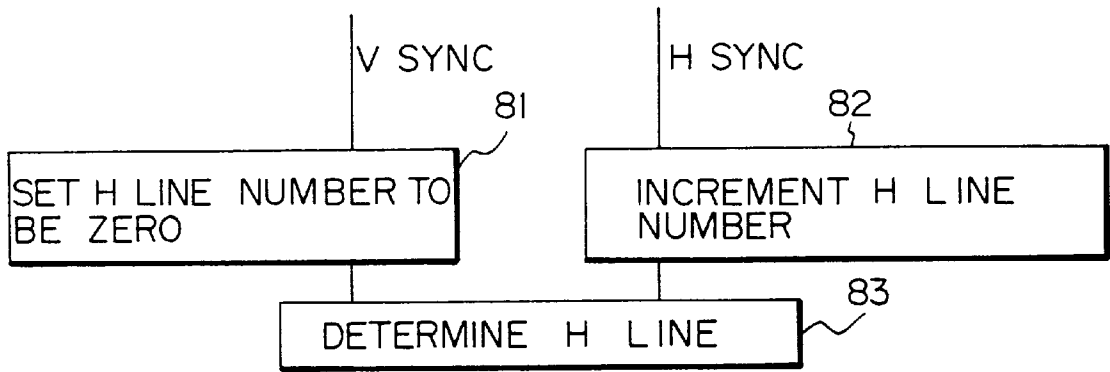 V SYNC
H SYNC
81
82
SET H LINE NUMBER TO
BE ZERO
INCREMENT H LINE
NUMBER
83
DETERMINE H LINE